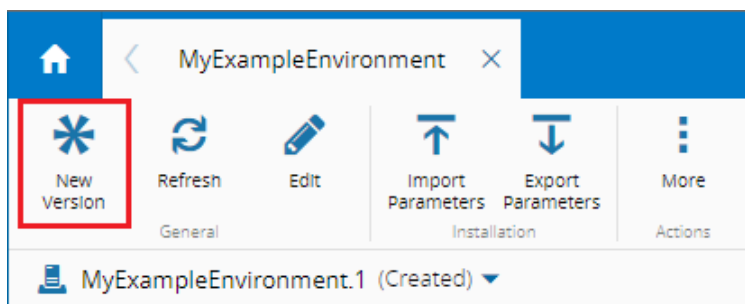 MyExampleEnvironment
New
Version
Refresh
Edit
Import
Parameters
Export
Parameters
More
General
Installation
Actions
MyExampleEnvironment.1 (Created)